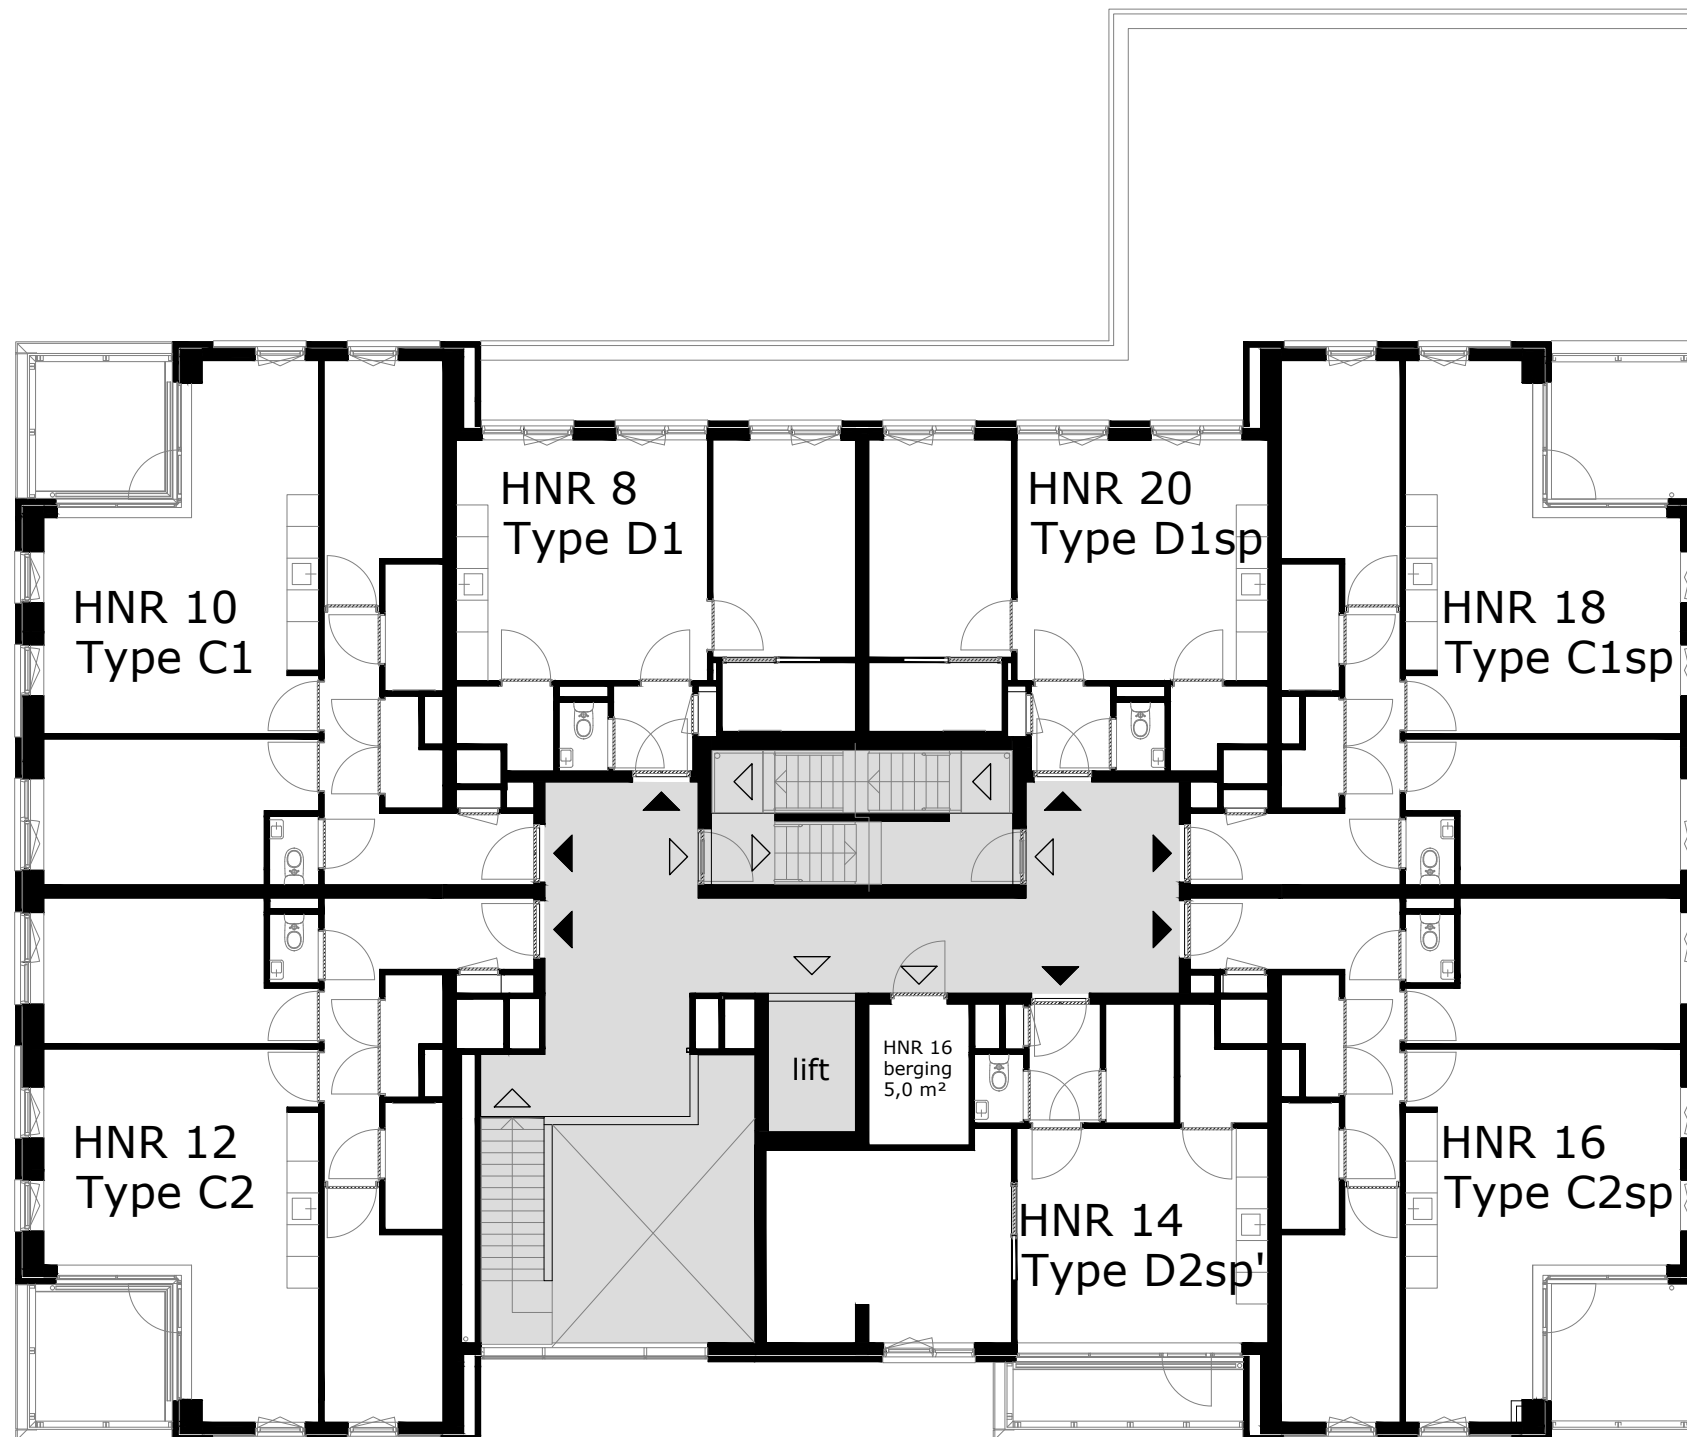 HNR 8
Type D1
HNR 20
Type D1sp
HNR 10
Type C1
HNR 18
Type C1sp
lift
HNR 16
berging
5,0 m²
HNR 12
Type C2
HNR 14
Type D2sp'
HNR 16
Type C2sp